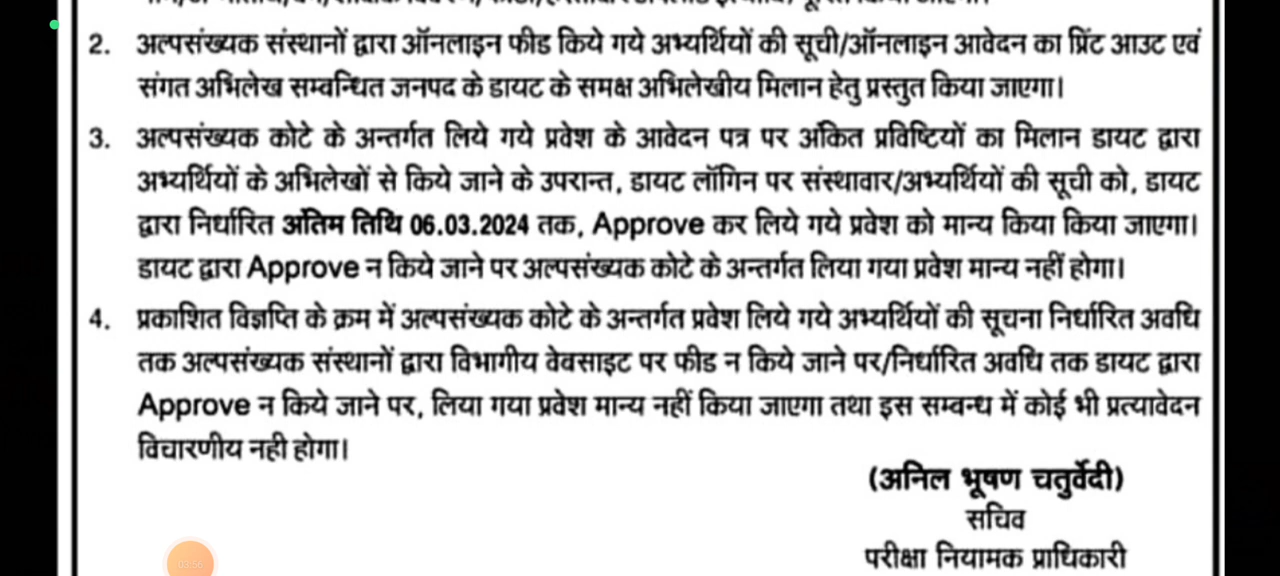 2. अल्पसंख्यक संस्थानों द्वारा ऑनलाइन फीड किये गये अभ्यर्थियों की सूची/ऑनलाइन आवेदन का प्रिंट आउट एवं
संगत अभिलेख सम्वन्धित जनपद के डायट के समक्ष अभिलेखीय मिलान हेतु प्रस्तुत किया जाएगा।
3. अल्पसंख्यक कोटे के अन्तर्गत लिये गये प्रवेश के आवेदन पत्र पर अंकित प्रविष्टियों का मिलान डायट द्वारा
अभ्यर्थियों के अभिलेखों से किये जाने के उपरान्त, डायट लॉगिन पर संस्थावार/अभ्यर्थियों की सूची को, डायट
द्वारा निर्धारित अंतिम तिथि 06.03.2024 तक, Approve कर लिये गये प्रवेश को मान्य किया किया जाएगा।
डायट द्वारा Approve न किये जाने पर अल्पसंख्यक कोटे के अन्तर्गत लिया गया प्रवेश मान्य नहीं होगा।
4. प्रकाशित विज्ञप्ति के क्रम में अल्पसंख्यक कोटे के अन्तर्गत प्रवेश लिये गये अभ्यर्थियों की सूचना निर्धारित अवधि
तक अल्पसंख्यक संस्थानों द्वारा विभागीय वेवसाइट पर फीड न किये जाने पर/निर्धारित अवधि तक डायट द्वारा
Approve न किये जाने पर, लिया गया प्रवेश मान्य नहीं किया जाएगा तथा इस सम्वन्ध में कोई भी प्रत्यावेदन
विचारणीय नही होगा।
(अनिल भूषण चतुर्वेदी)
सचिव
परीक्षा नियामक प्राधिकारी
03:56